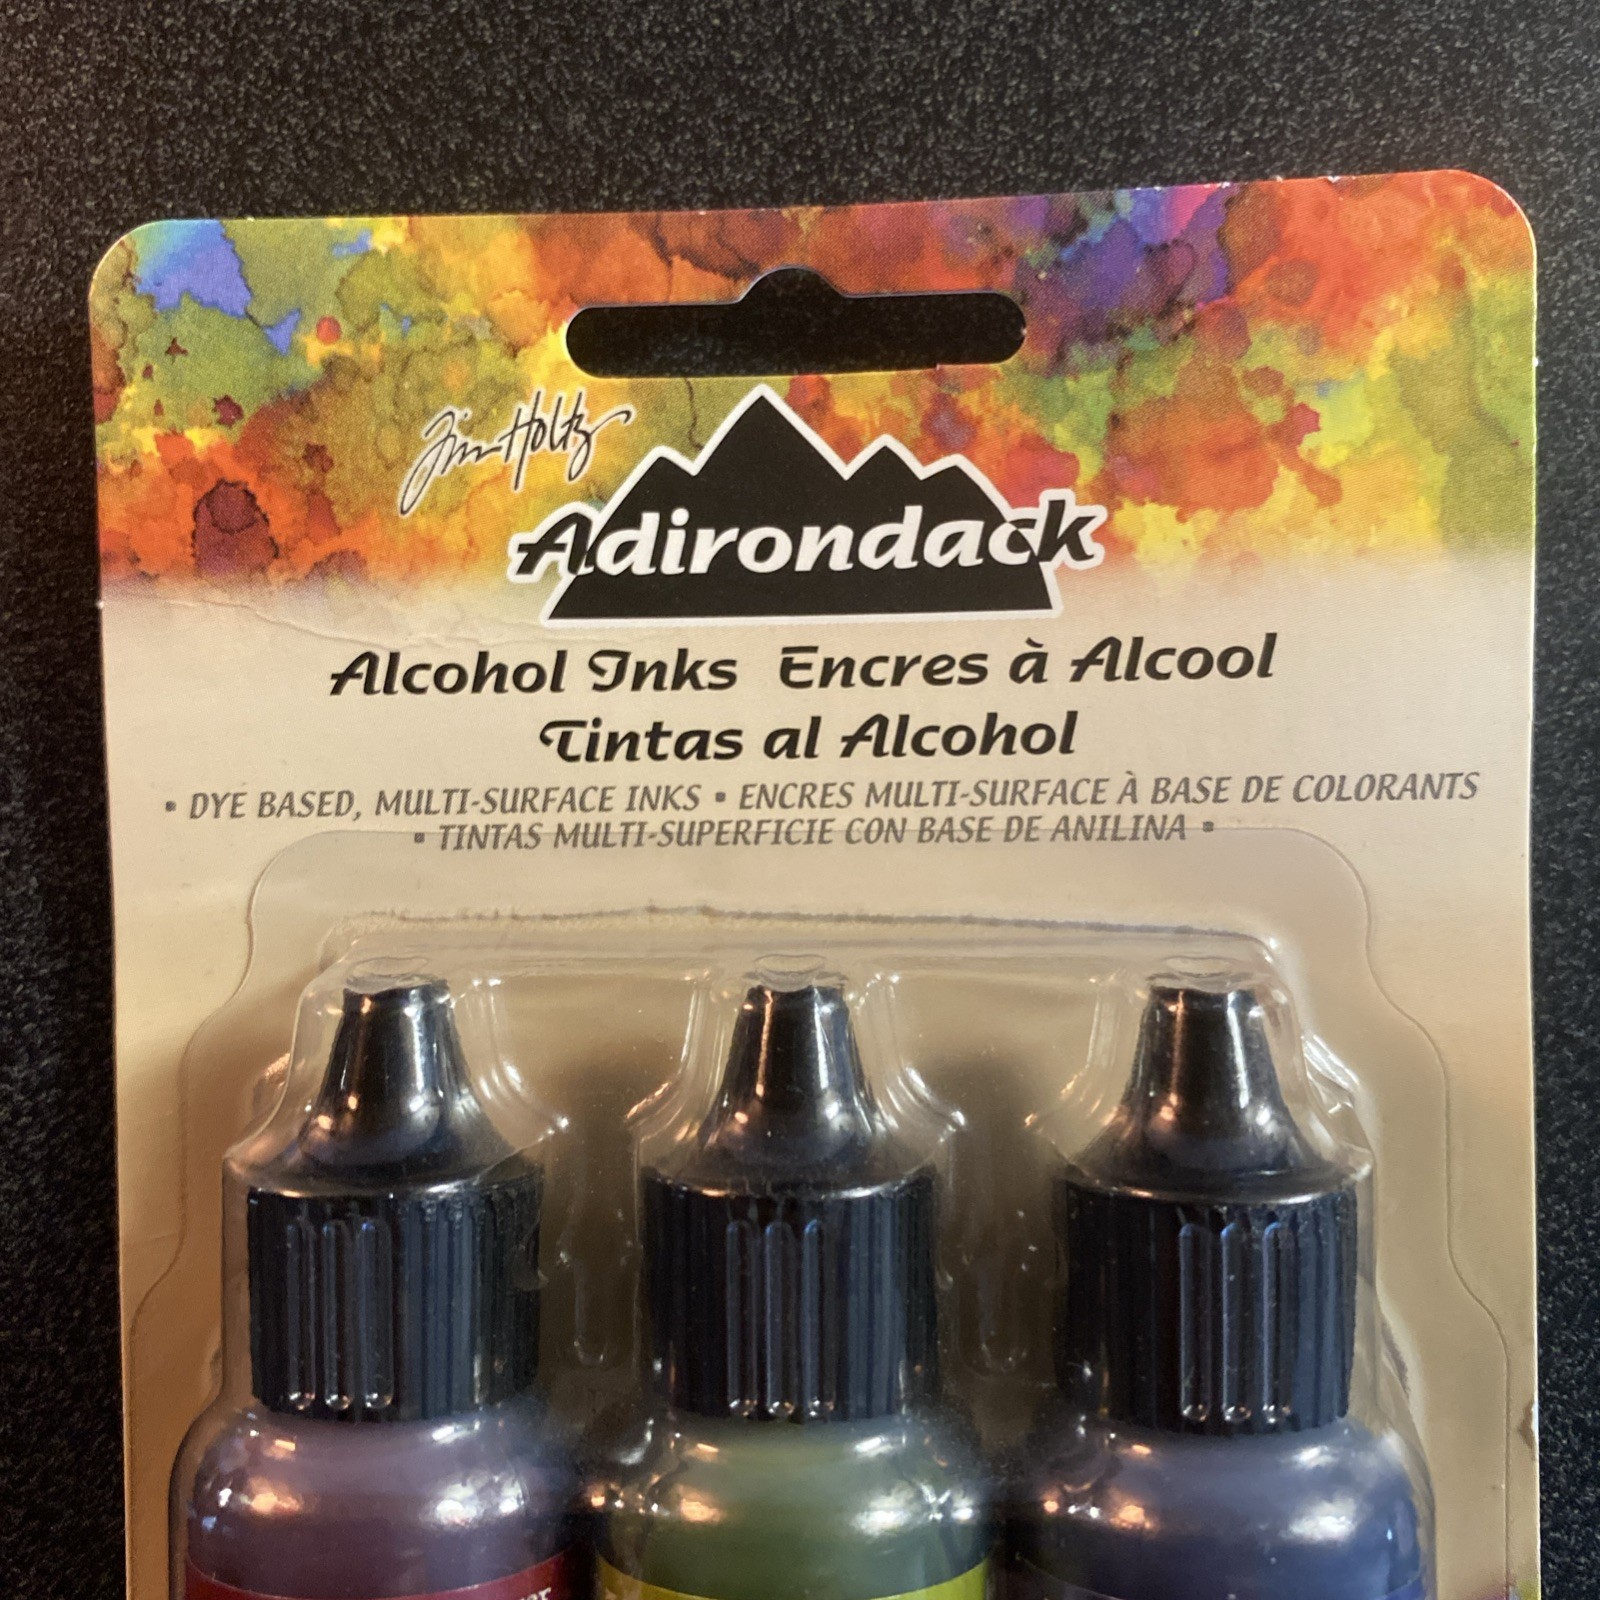 Tim Holtz
Adirondack
Alcohol Inks Encres à Alcool
Tintas al Alcohol
▪ DYE BASED, MULTI-SURFACE INKS ▪ ENCRES MULTI-SURFACE À BASE DE COLORANTS
▪ TINTAS MULTI-SUPERFICIE CON BASE DE ANILINA ▪